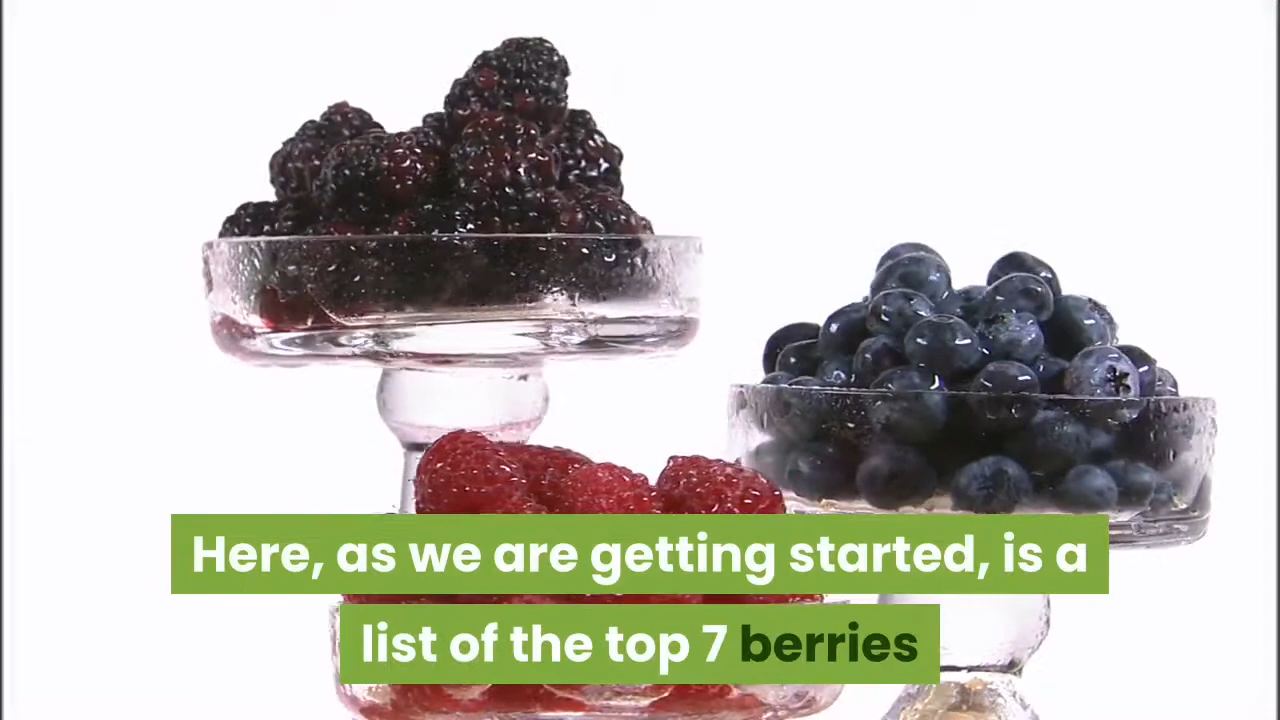 Here, as we are getting started, is a
list of the top 7 berries